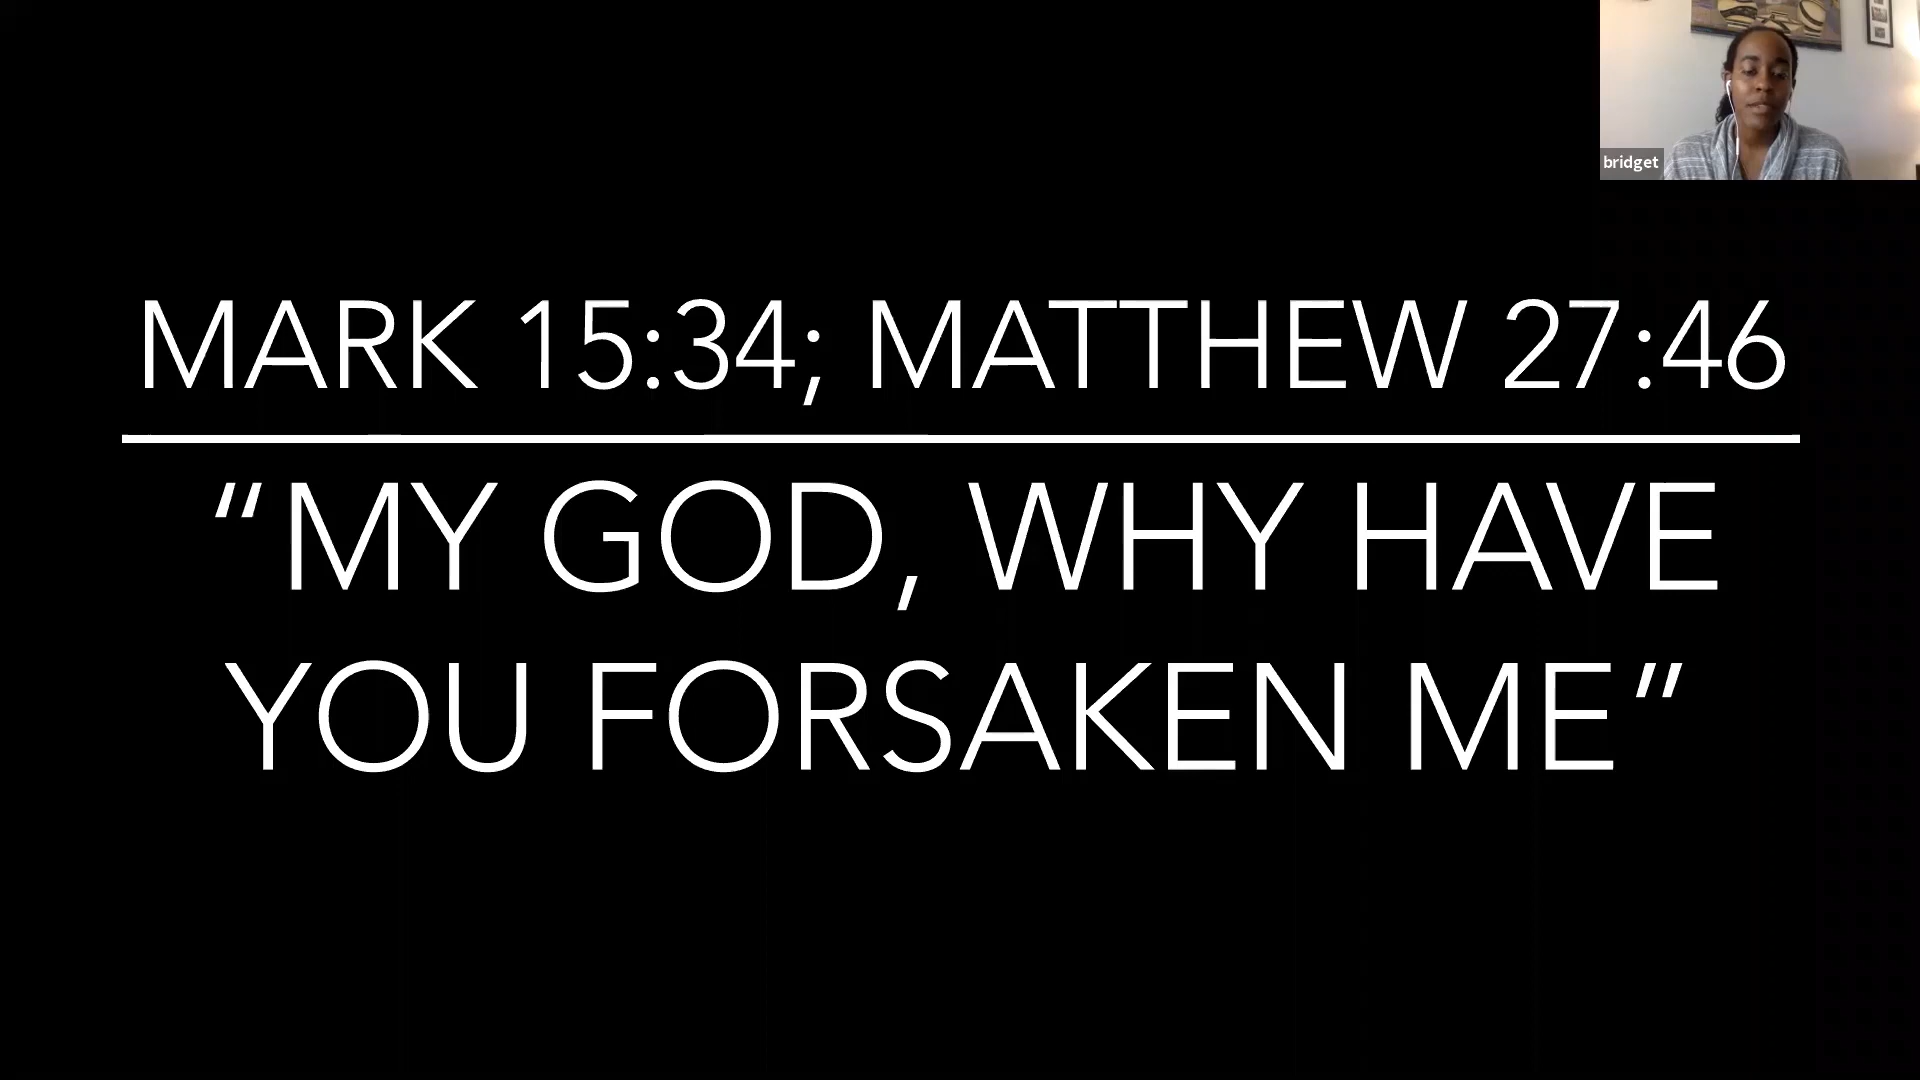 bridget
MARK 15:34; MATTHEW 27:46
“MY GOD, WHY HAVE
YOU FORSAKEN ME”